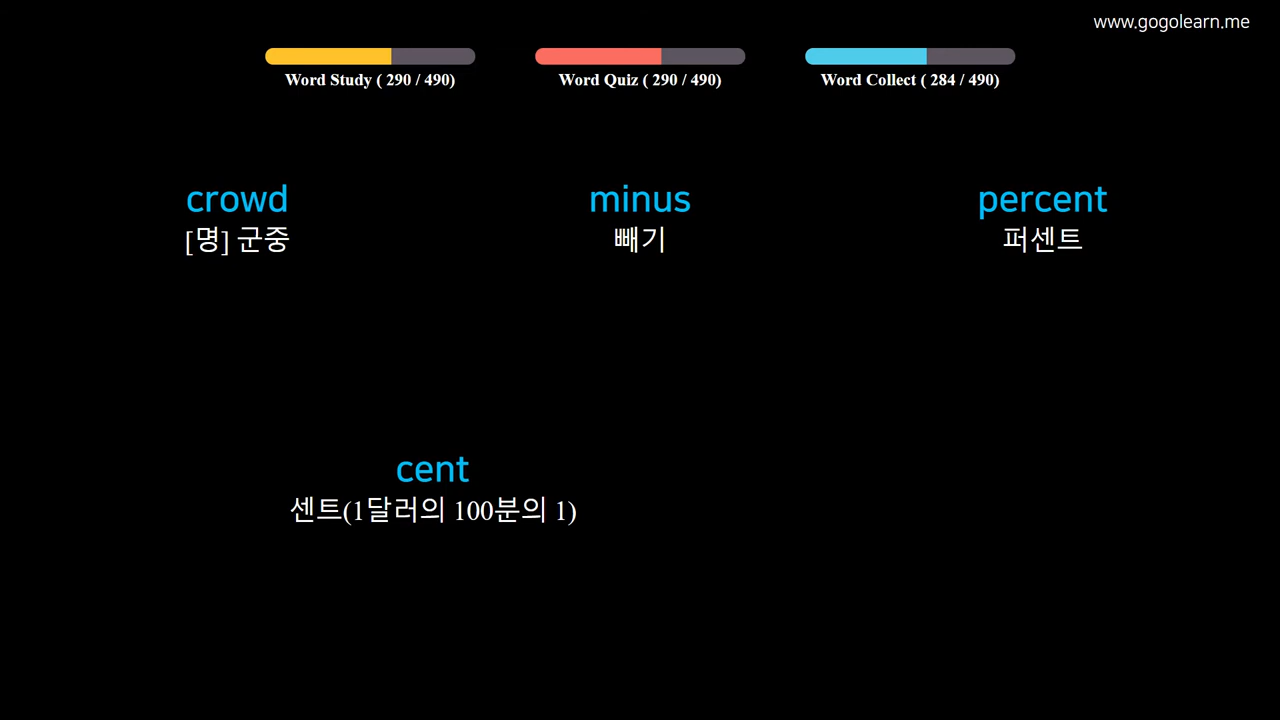 www.gogolearn.me
Word Study ( 290 / 490)
Word Quiz ( 290 / 490)
Word Collect ( 284 / 490)
crowd
[명] 군중
minus
빼기
percent
퍼센트
cent
센트(1달러의 100분의 1)